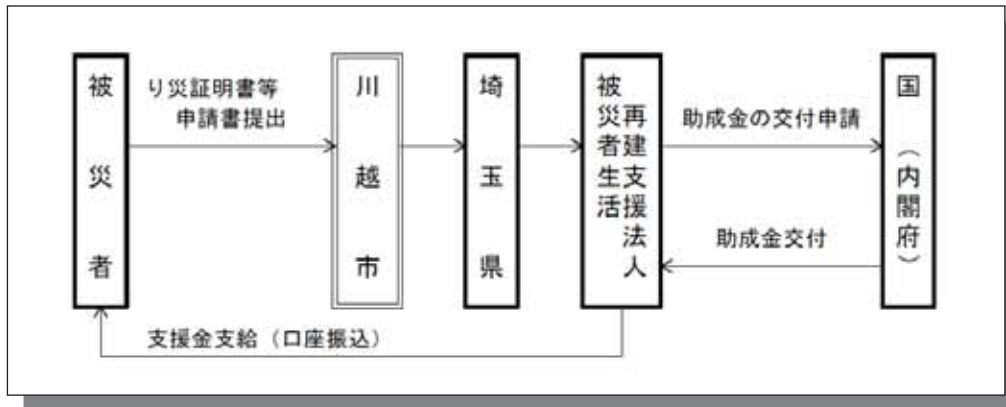 被災者
り災証明書等
申請書提出
川越市
埼玉県
被災者生活
再建支援法人
助成金の交付申請
助成金交付
国（内閣府）
支援金支給（口座振込）